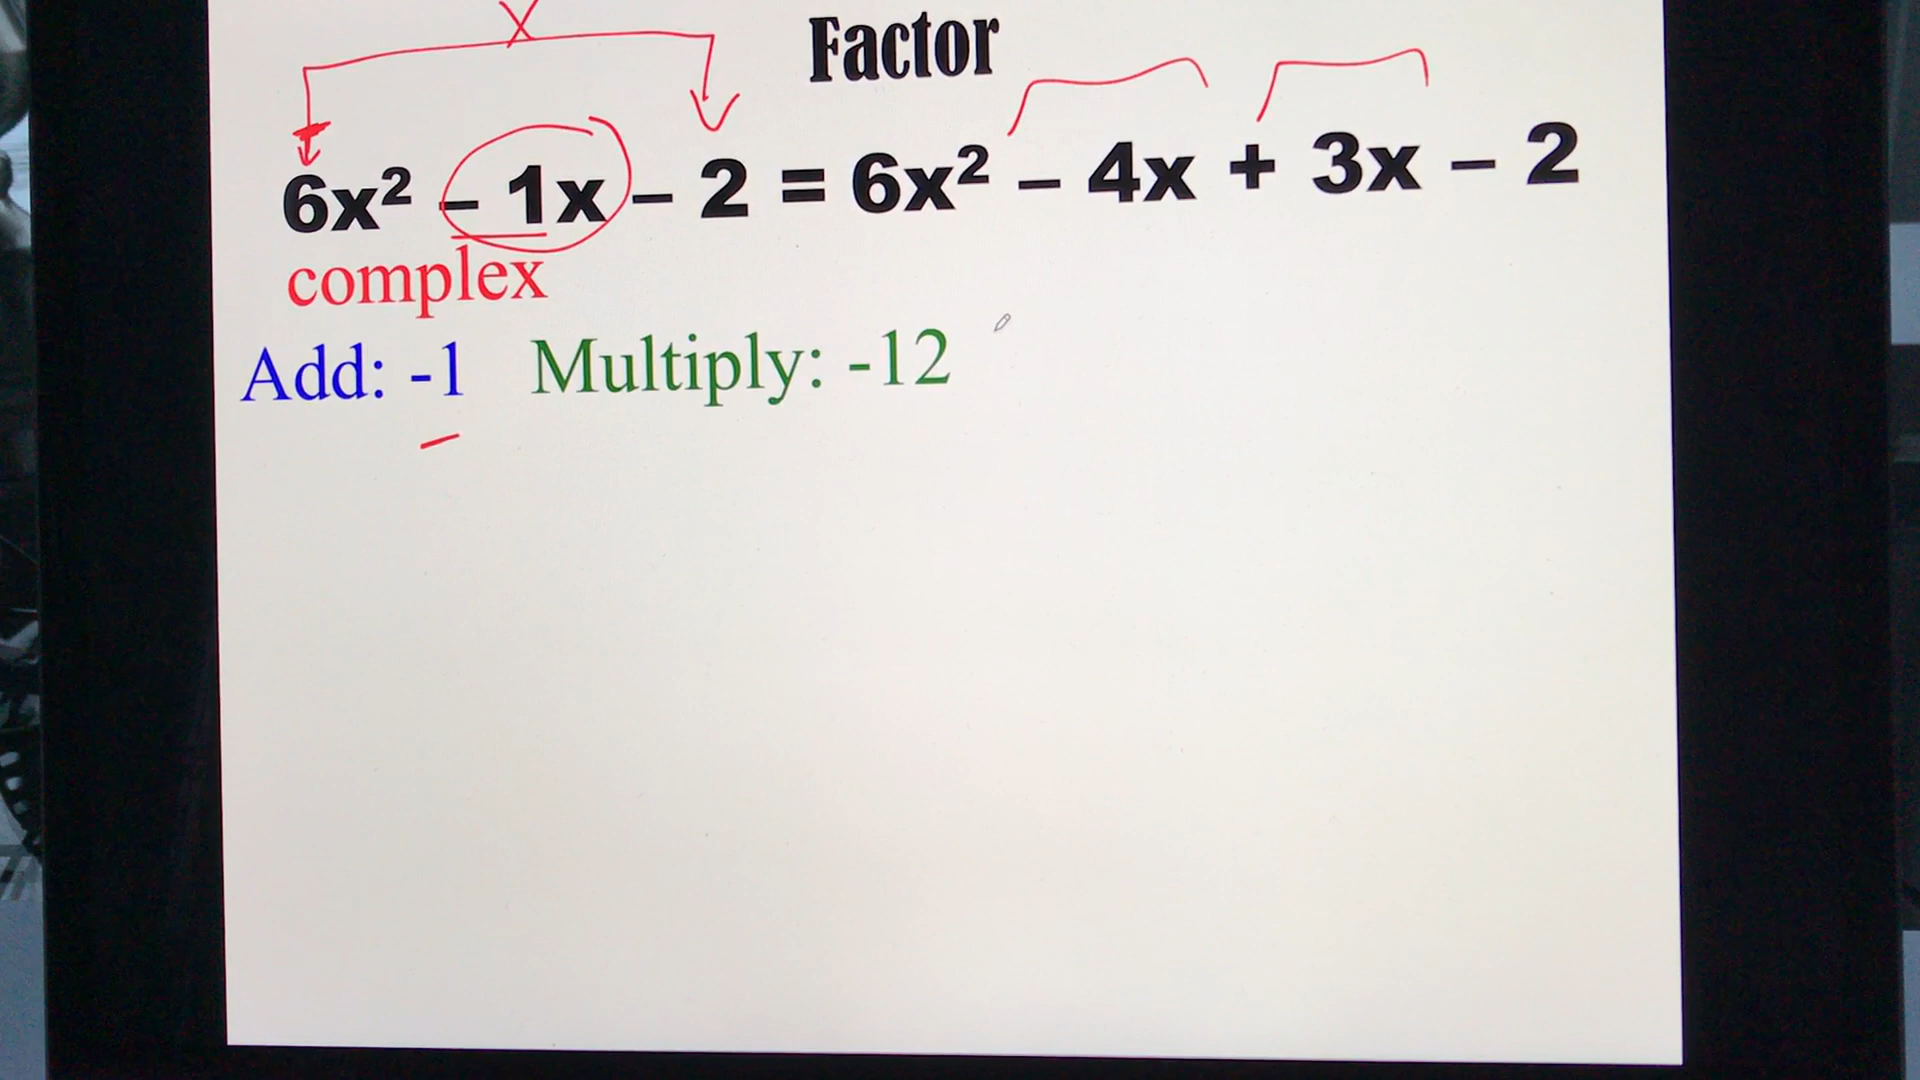 X
Factor
6x² – 1x – 2 = 6x² – 4x + 3x – 2
complex
Add: -1 Multiply: -12